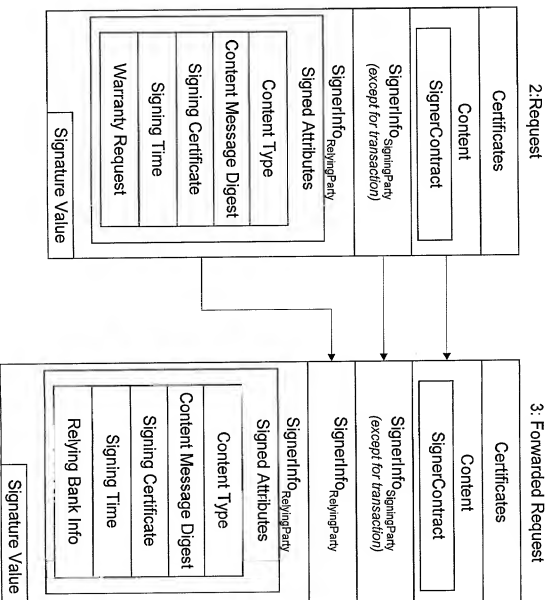 2:Request
Certificates
Content
SignerContract
SignerInfoSigningParty
(except for transaction)
SignerInfoRelyingParty
Signed Attributes
Content Type
Content Message Digest
Signing Certificate
Signing Time
Warranty Request
Signature Value
3: Forwarded Request
Certificates
Content
SignerContract
SignerInfoSigningParty
(except for transaction)
SignerInfoRelyingParty
SignerInfoRelyingParty
Signed Attributes
Content Type
Content Message Digest
Signing Certificate
Signing Time
Relying Bank Info
Signature Value